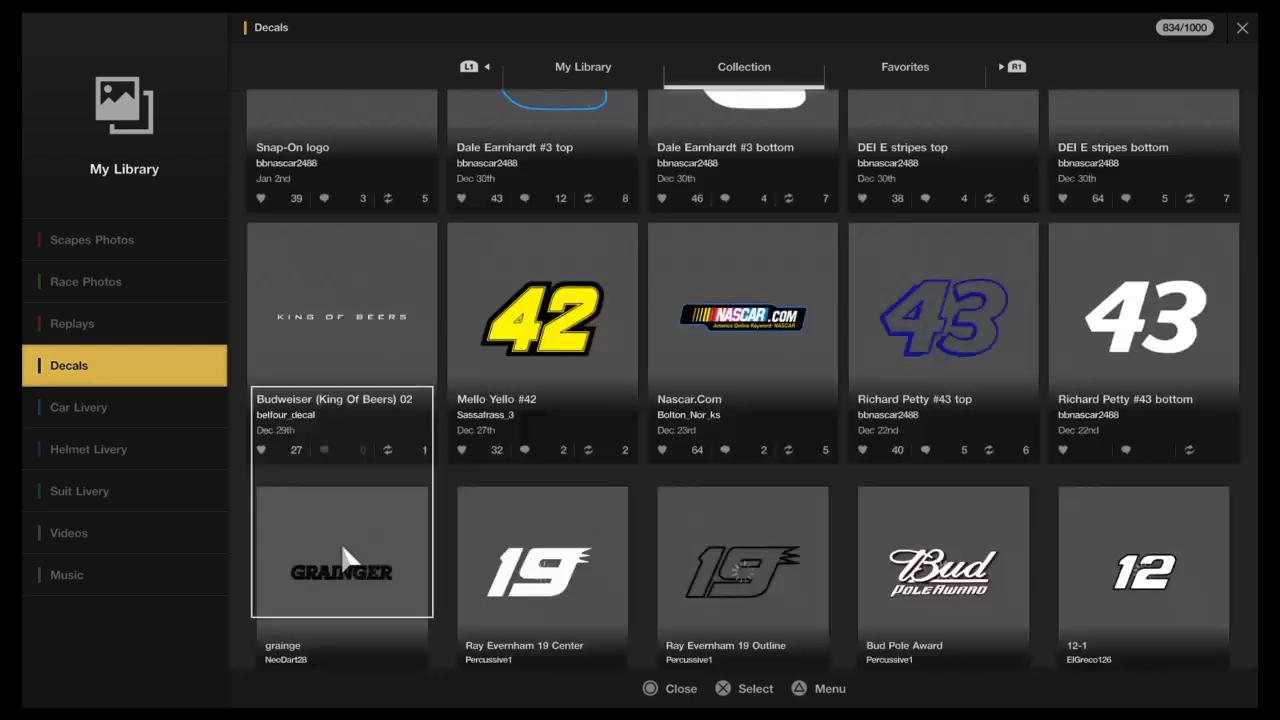 Decals
834/1000
L1
My Library
Collection
Favorites
R1
My Library
Scapes Photos
Race Photos
Replays
Decals
Car Livery
Helmet Livery
Suit Livery
Videos
Music
Snap-On logo
bbnascar2488
Jan 2nd
39 3 5
Dale Earnhardt #3 top
bbnascar2488
Dec 30th
43 12 8
Dale Earnhardt #3 bottom
bbnascar2488
Dec 30th
46 4 7
DEI E stripes top
bbnascar2488
Dec 30th
38 4 6
DEI E stripes bottom
bbnascar2488
Dec 30th
64 5 7
KING OF BEERS
Budweiser (King Of Beers) 02
belfour_decal
Dec 29th
27 0 1
42
Mello Yello #42
Sassafrass_3
Dec 27th
32 2 2
NASCAR.COM
America Online Keyword: NASCAR
Nascar.Com
Bolton_Nor_ks
Dec 23rd
64 2 5
43
Richard Petty #43 top
bbnascar2488
Dec 22nd
40 5 6
43
Richard Petty #43 bottom
bbnascar2488
Dec 22nd
GRAINGER
grainge
NeoDart28
19
Ray Evernham 19 Center
Percussive1
19
Ray Evernham 19 Outline
Percussive1
Bud
POLE AWARD
Bud Pole Award
Percussive1
12
12-1
ElGreco126
Close
Select
Menu